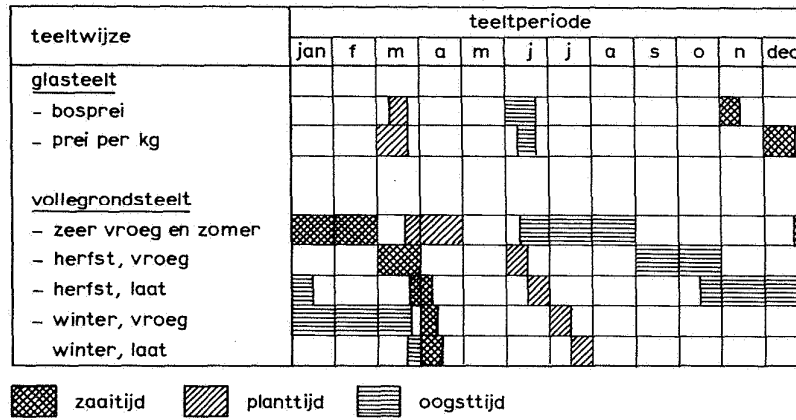 teeltwijze teeltperiode
jan f m a m j j a s o n dec
glasteelt
- bosprei
- prei per kg
vollegrondsteelt
- zeer vroeg en zomer
- herfst, vroeg
- herfst, laat
- winter, vroeg
winter, laat
zaaitijd planttijd oogsttijd